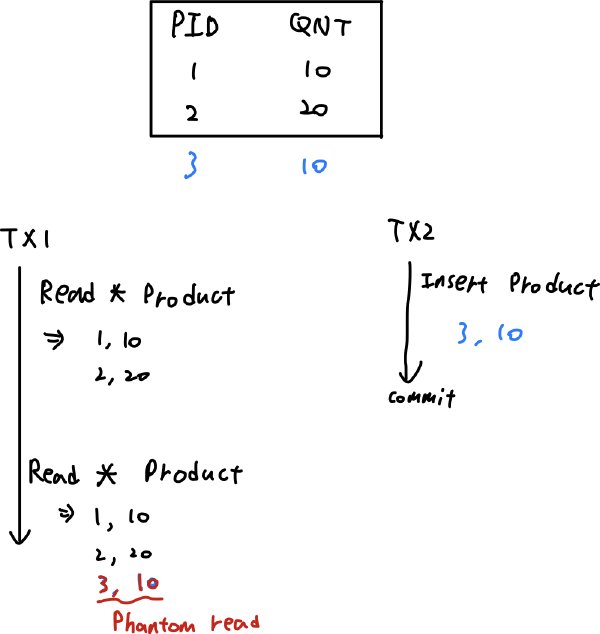 PID QNT
1 10
2 20
3 10
TX1
Read * Product
⇒ 1, 10
2, 20
Read * Product
⇒ 1, 10
2, 20
3, 10
Phantom read
TX2
Insert Product
3, 10
commit